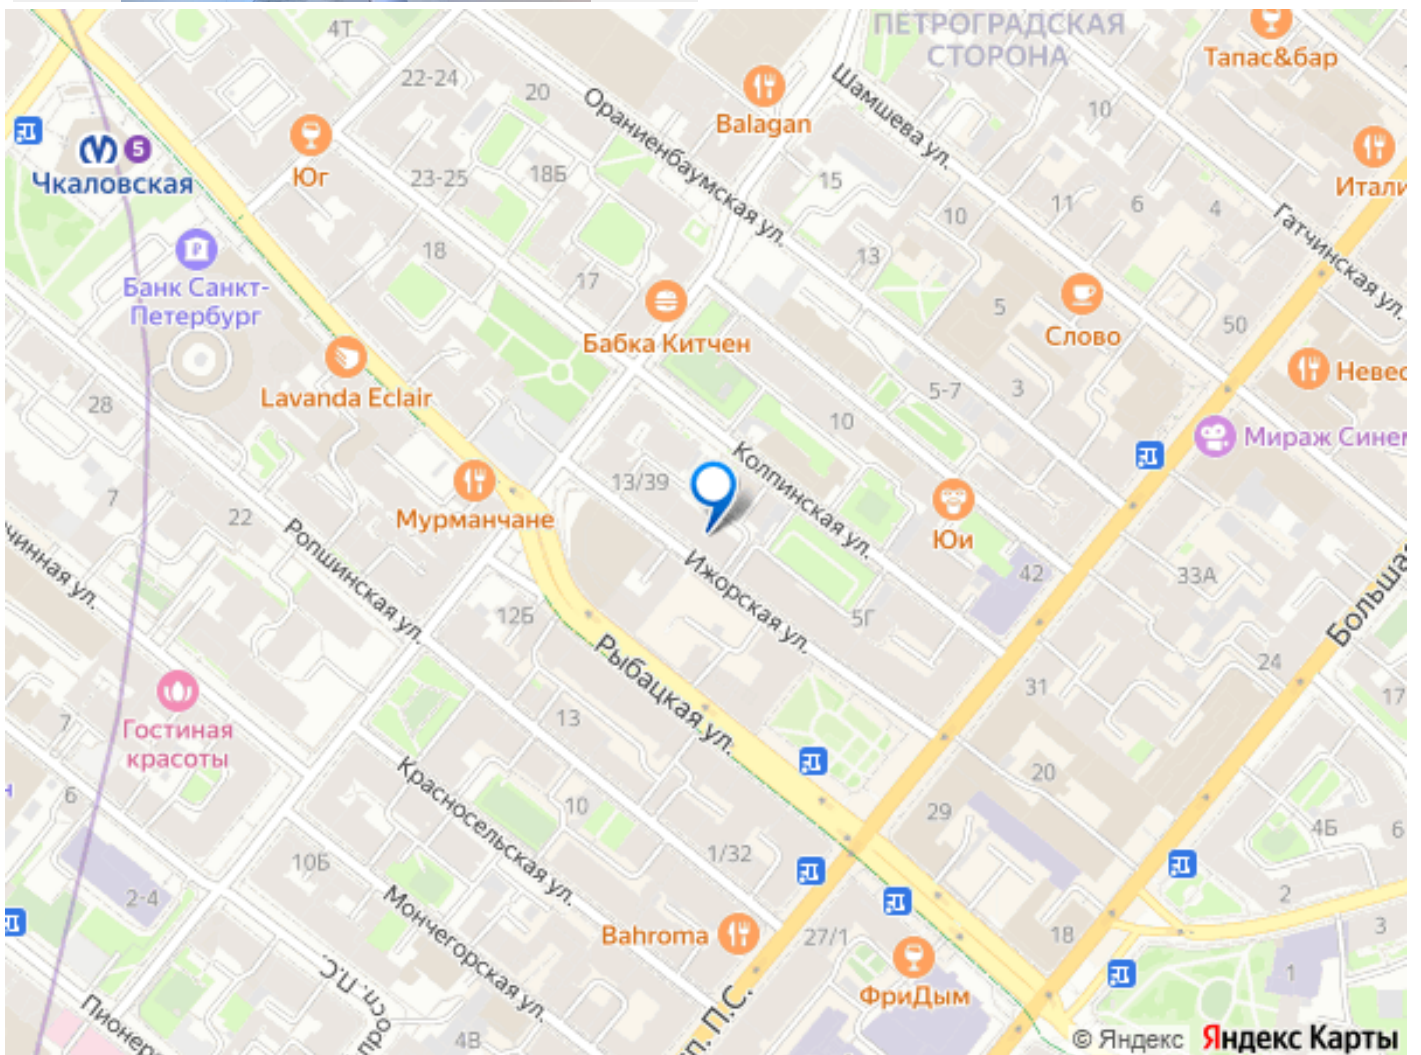 4Т
ПЕТРОГРАДСКАЯ
СТОРОНА
Тапас&бар
22-24
20
Balagan
Шамшева ул.
10
Ораниенбаумская ул.
5
Чкаловская
Юг
23-25
18Б
15
10
11
6
4
Гатчинская ул.
18
13
Банк Санкт-
Петербург
17
5
Слово
50
Бабка Китчен
Lavanda Eclair
5-7
3
28
10
Колпинская ул.
13/39
7
22
Мурманчане
Юи
42
33А
Ропшинская ул.
Ижорская ул.
5Г
12Б
Рыбацкая ул.
24
31
17
Гостиная
красоты
7
13
20
6
Красносельская ул.
10
29
4Б
6
1/32
10Б
2-4
Мончегорская ул.
2
3
Bahroma
27/1
18
1
ФриДым
просп. П.С.
4В
п. П.С.
© Яндекс Яндекс Карты